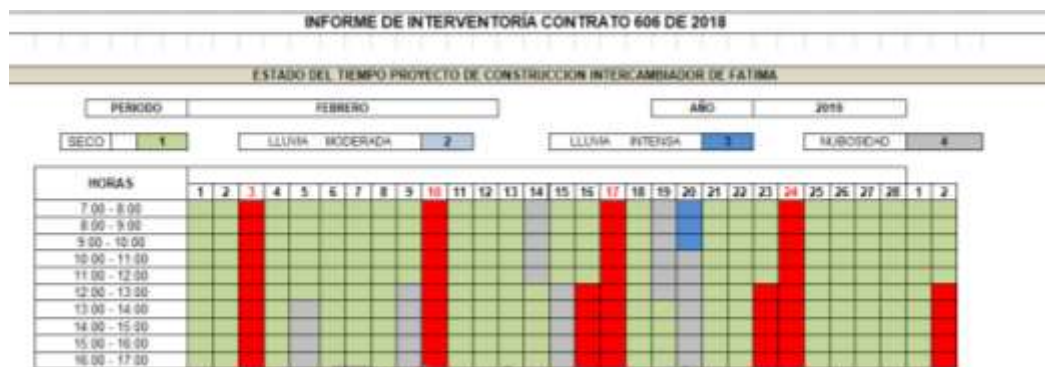 INFORME DE INTERVENTORÍA CONTRATO 606 DE 2018
ESTADO DEL TIEMPO PROYECTO DE CONSTRUCCION INTERCAMBIADOR DE FATIMA
PERIODO FEBRERO AÑO
SECO 1 LLUVIA MODERADA 2 LLUVIA INTENSA 3 NUBOSIDAD 4
HORAS
1 2 3 4 5 6 7 8 9 10 11 12 13 14 15 16 17 18 19 20 21 22 23 24 25 26 27 28 1 2
7:00 - 8:00
8:00 - 9:00
9:00 - 10:00
10:00 - 11:00
11:00 - 12:00
12:00 - 13:00
13:00 - 14:00
14:00 - 15:00
15:00 - 16:00
16:00 - 17:00